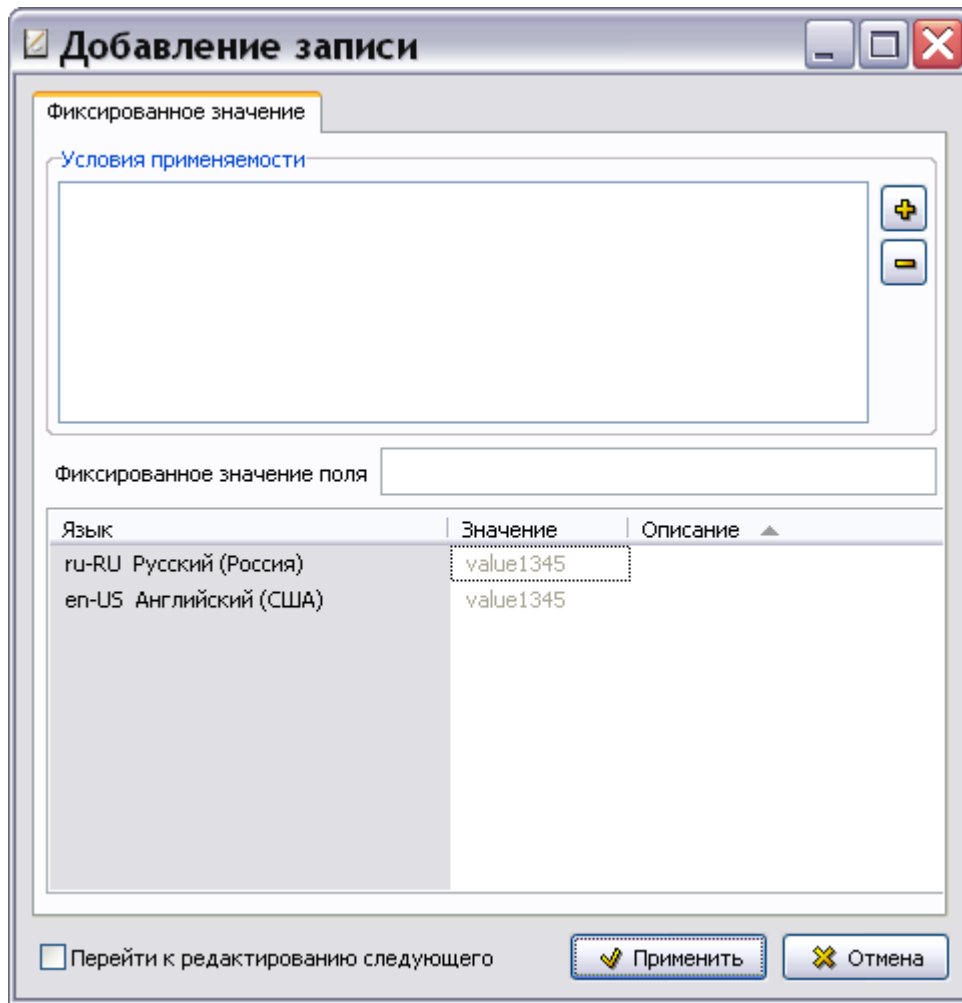 Добавление записи
Фиксированное значение
Условия применяемости
Фиксированное значение поля
Язык Значение Описание
ru-RU Русский (Россия) value1345
en-US Английский (США) value1345
Перейти к редактированию следующего Применить Отмена